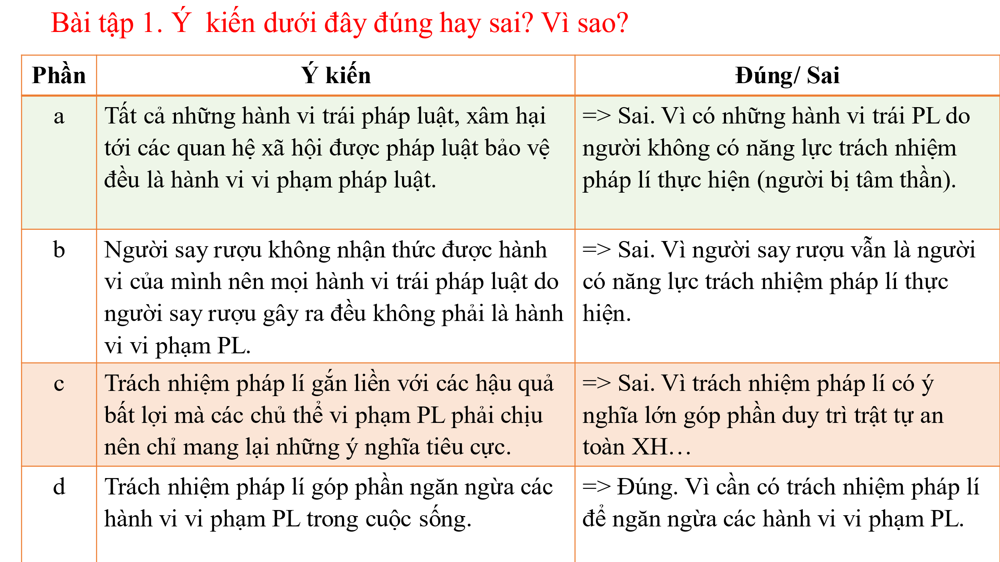 Bài tập 1. Ý kiến dưới đây đúng hay sai? Vì sao?
Phần
Ý kiến
Đúng/ Sai
a
Tất cả những hành vi trái pháp luật, xâm hại
tới các quan hệ xã hội được pháp luật bảo vệ
đều là hành vi vi phạm pháp luật.
=> Sai. Vì có những hành vi trái PL do
người không có năng lực trách nhiệm
pháp lí thực hiện (người bị tâm thần).
b
Người say rượu không nhận thức được hành
vi của mình nên mọi hành vi trái pháp luật do
người say rượu gây ra đều không phải là hành
vi vi phạm PL.
=> Sai. Vì người say rượu vẫn là người
có năng lực trách nhiệm pháp lí thực
hiện.
c
Trách nhiệm pháp lí gắn liền với các hậu quả
bất lợi mà các chủ thể vi phạm PL phải chịu
nên chỉ mang lại những ý nghĩa tiêu cực.
=> Sai. Vì trách nhiệm pháp lí có ý
nghĩa lớn góp phần duy trì trật tự an
toàn XH…
d
Trách nhiệm pháp lí góp phần ngăn ngừa các
hành vi vi phạm PL trong cuộc sống.
=> Đúng. Vì cần có trách nhiệm pháp lí
để ngăn ngừa các hành vi vi phạm PL.